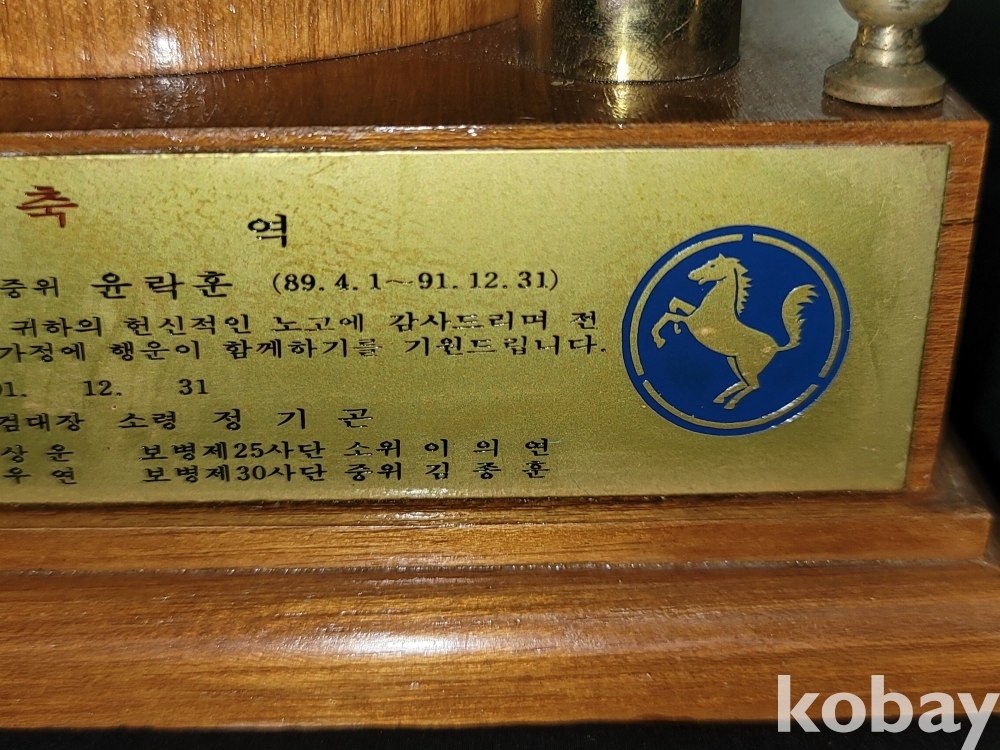 축
역
중위 윤락훈 (89.4.1~91.12.31)
귀하의 헌신적인 노고에 감사드리며 전
가정에 행운이 함께하기를 기원드립니다.
91. 12. 31
검대장 소령 정기곤
상운 보병제25사단 소위 이의연
우연 보병제30사단 중위 김종훈
kobay